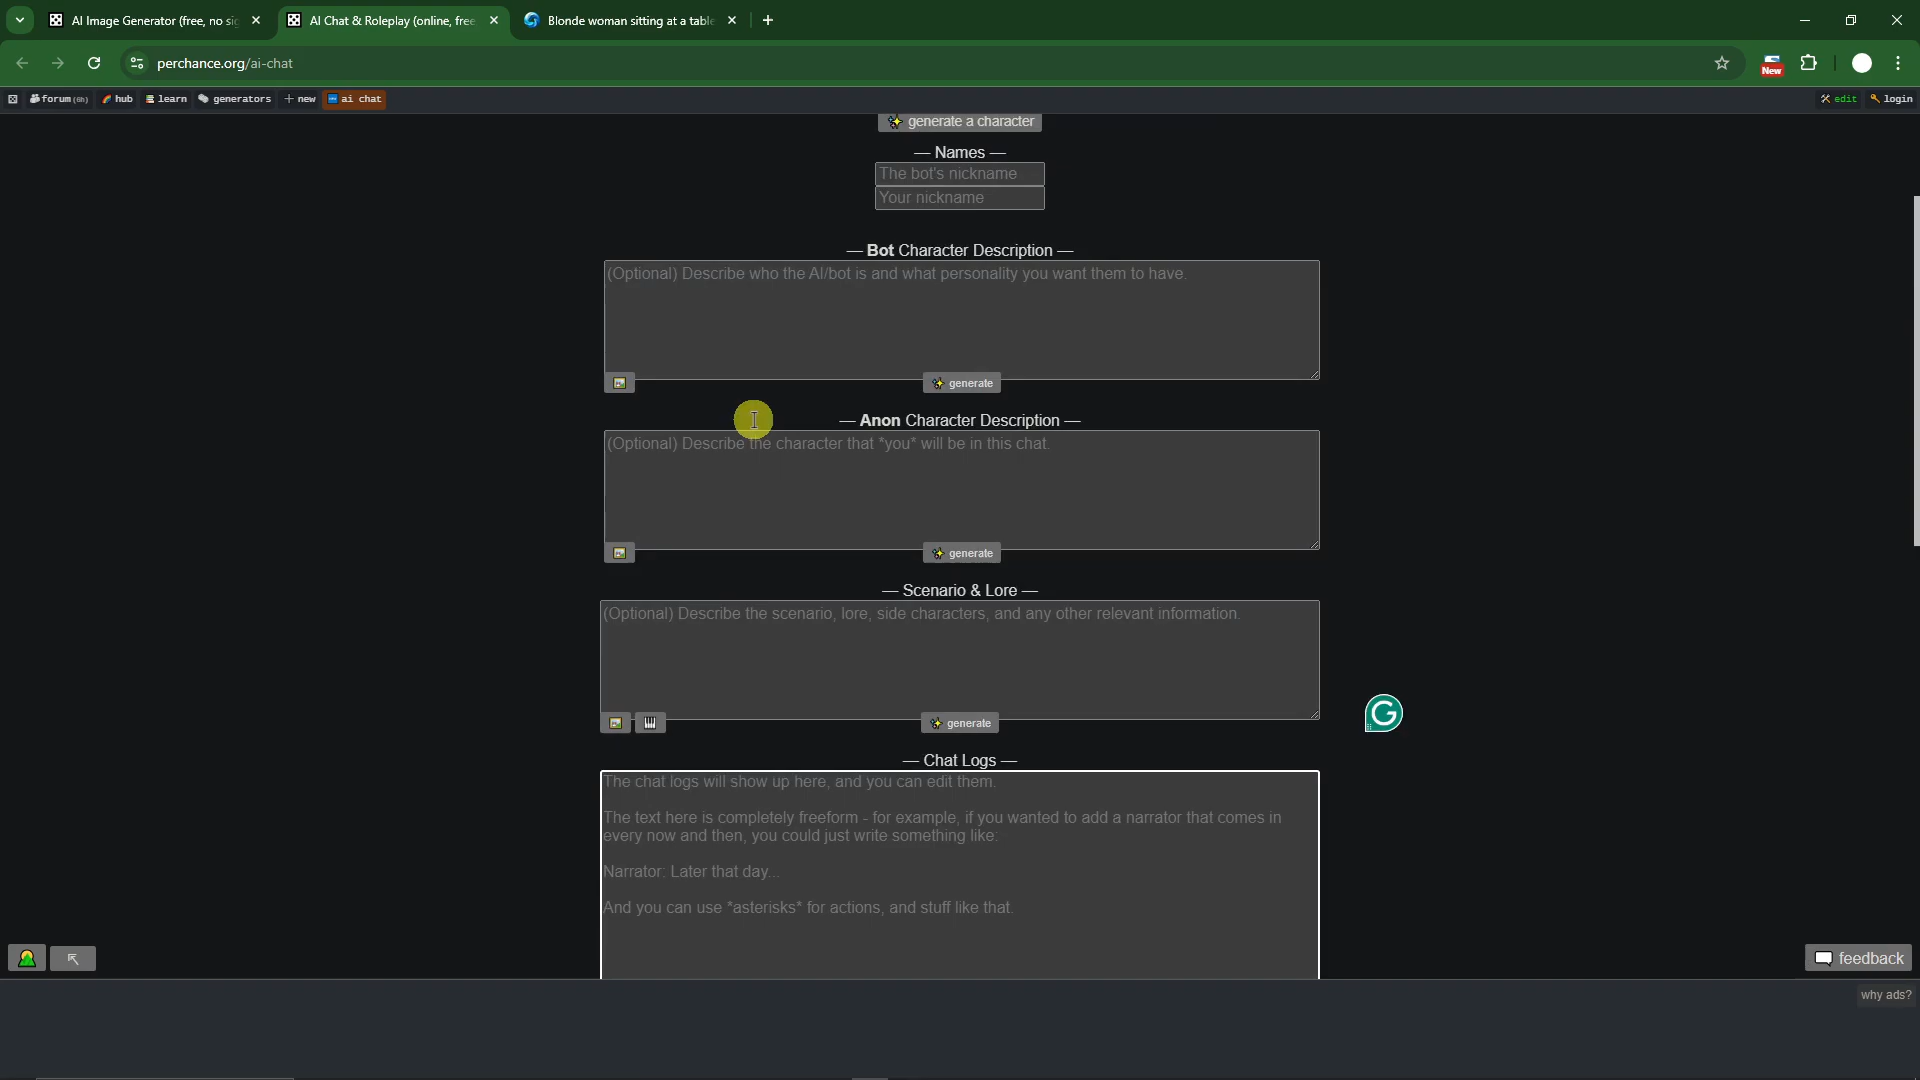 AI Image Generator (free, no si
AI Chat & Roleplay (online, free
Blonde woman sitting at a table
perchance.org/ai-chat
New
forum(6h)
hub
learn
generators
+ new
ai chat
edit
login
generate a character
— Names —
The bot's nickname
Your nickname
— Bot Character Description —
(Optional) Describe who the AI/bot is and what personality you want them to have.
generate
— Anon Character Description —
(Optional) Describe the character that *you* will be in this chat.
generate
— Scenario & Lore —
(Optional) Describe the scenario, lore, side characters, and any other relevant information.
generate
— Chat Logs —
The chat logs will show up here, and you can edit them.
The text here is completely freeform - for example, if you wanted to add a narrator that comes in
every now and then, you could just write something like:
Narrator: Later that day...
And you can use *asterisks* for actions, and stuff like that.
feedback
why ads?